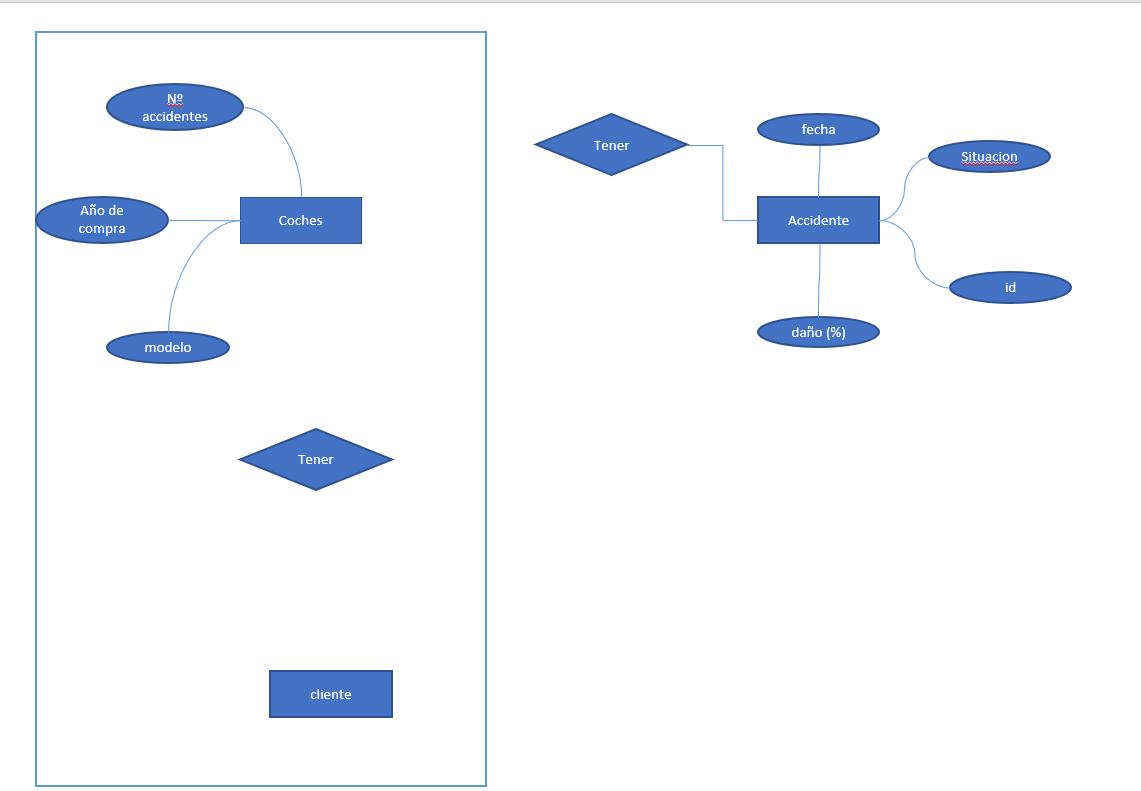 Nº
accidentes
Año de
compra
Coches
modelo
Tener
cliente
Tener
fecha
Situacion
Accidente
id
daño (%)